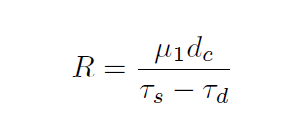 R = \frac{\mu_1 d_c}{\tau_s - \tau_d}